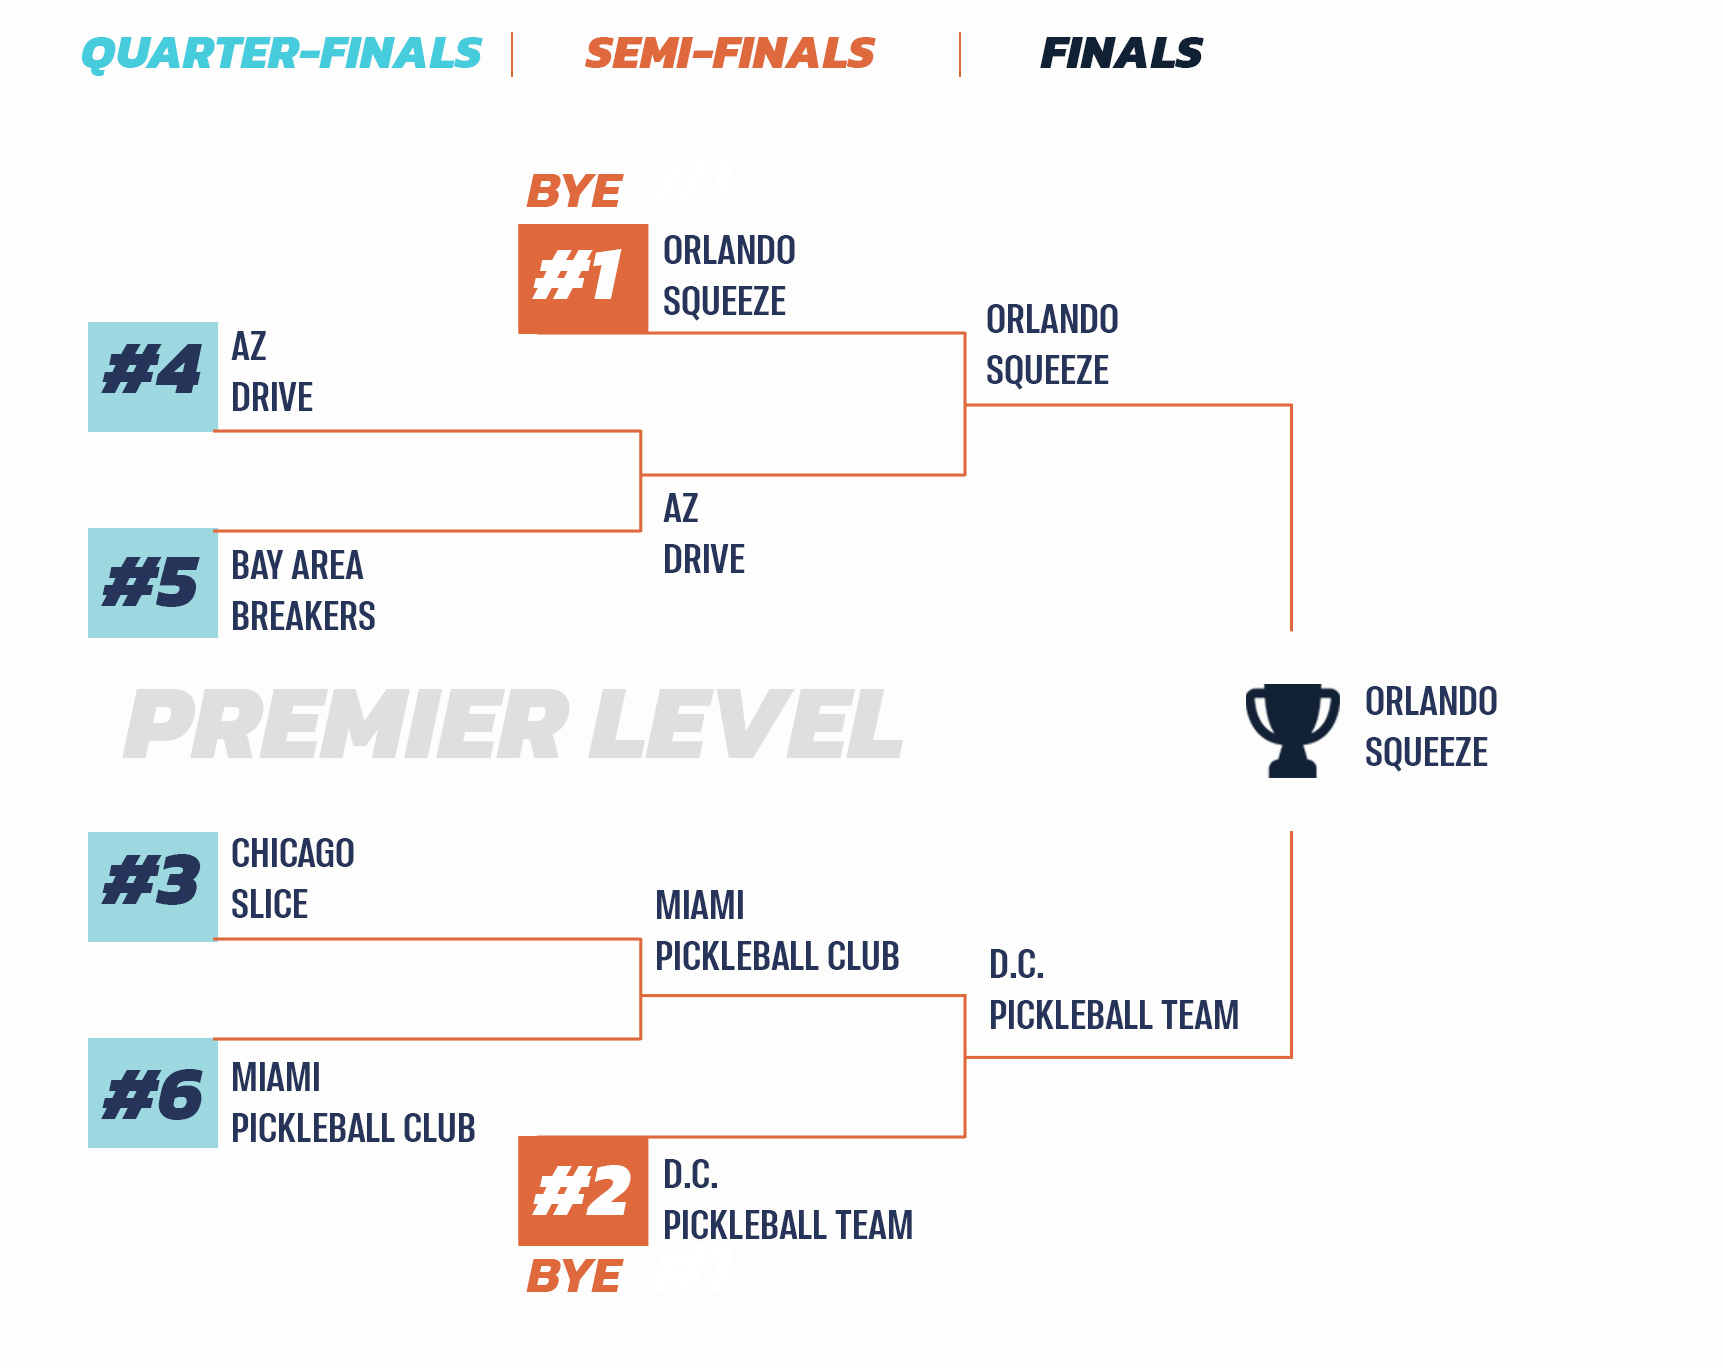 QUARTER-FINALS
SEMI-FINALS
FINALS
BYE
#1
#1
ORLANDO
SQUEEZE
ORLANDO
SQUEEZE
#4
AZ
DRIVE
AZ
DRIVE
#5
BAY AREA
BREAKERS
PREMIER LEVEL
ORLANDO
SQUEEZE
#3
CHICAGO
SLICE
MIAMI
PICKLEBALL CLUB
D.C.
PICKLEBALL TEAM
#6
MIAMI
PICKLEBALL CLUB
#2
D.C.
PICKLEBALL TEAM
BYE
#1